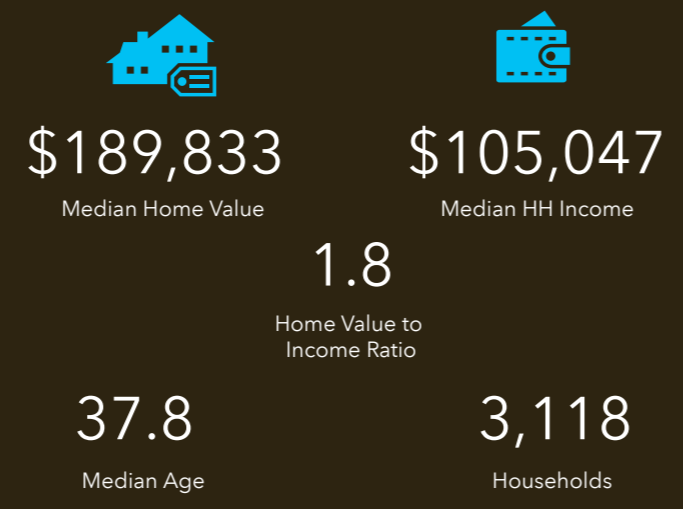 $189,833
$105,047
Median Home Value
Median HH Income
1.8
Home Value to
Income Ratio
37.8
3,118
Median Age
Households